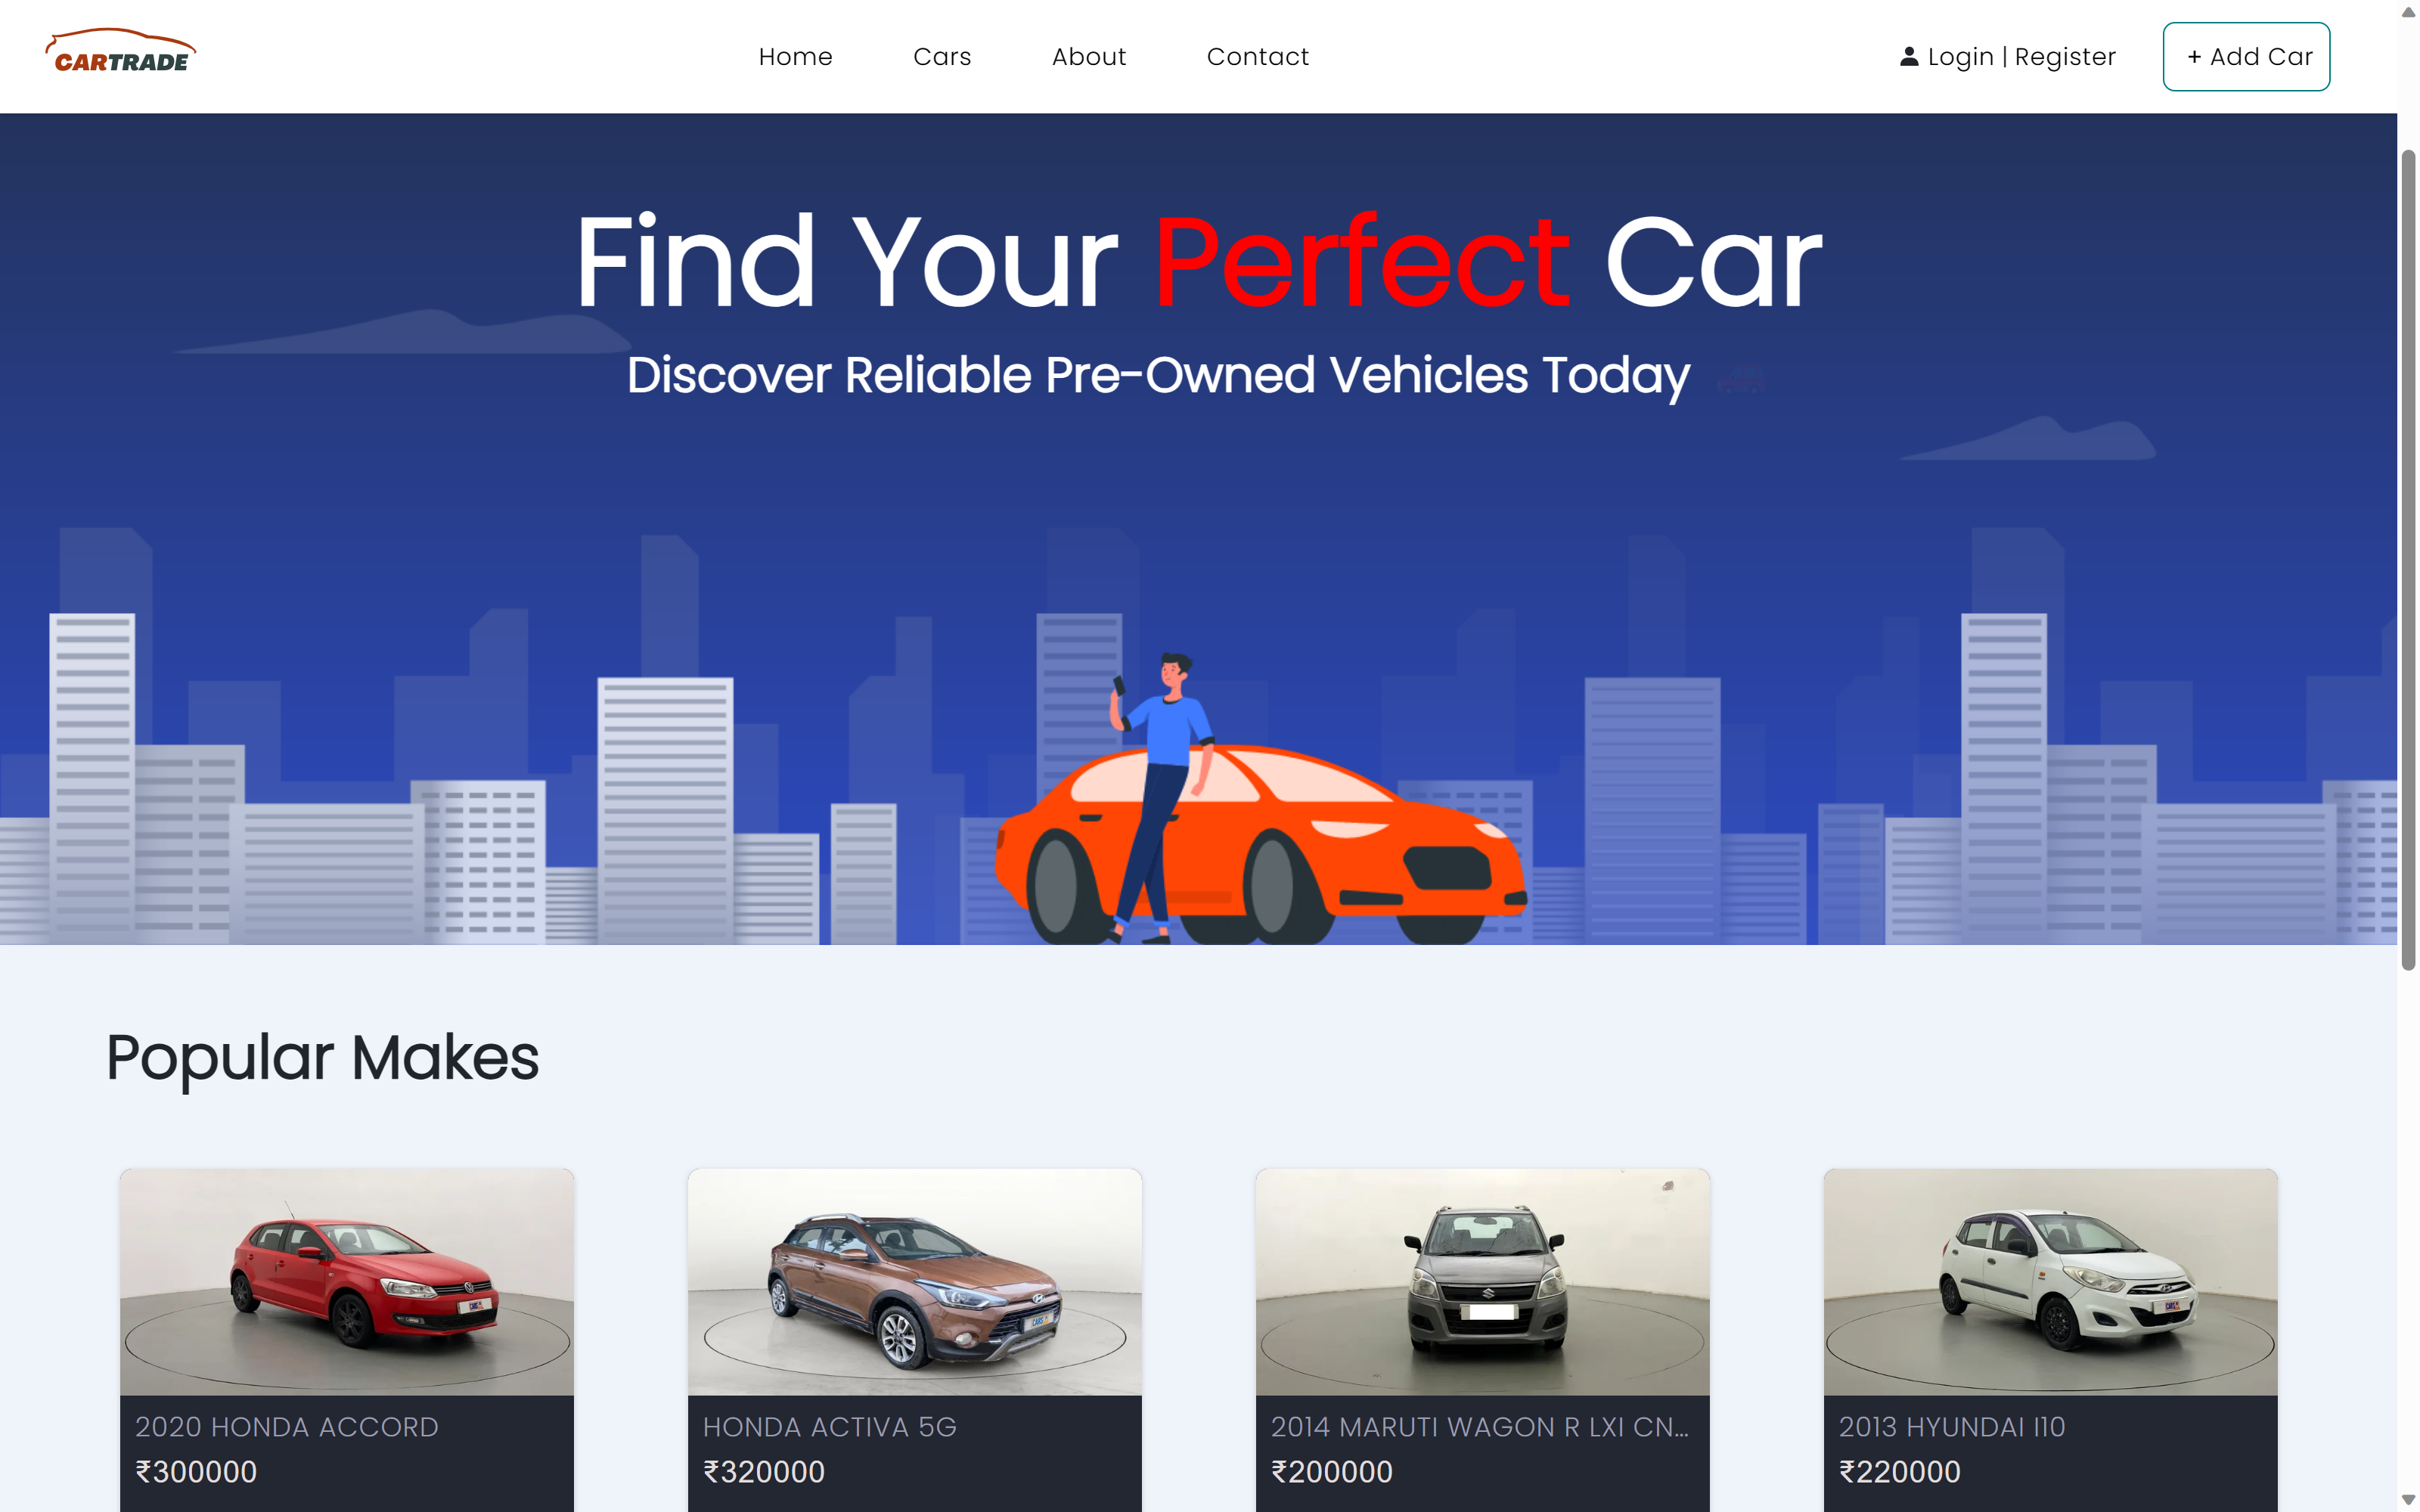 CARTRADE
Home Cars About Contact
Login | Register
+ Add Car
Find Your Perfect Car
Discover Reliable Pre-Owned Vehicles Today
Popular Makes
2020 HONDA ACCORD
₹300000
HONDA ACTIVA 5G
₹320000
2014 MARUTI WAGON R LXI CN...
₹200000
2013 HYUNDAI I10
₹220000